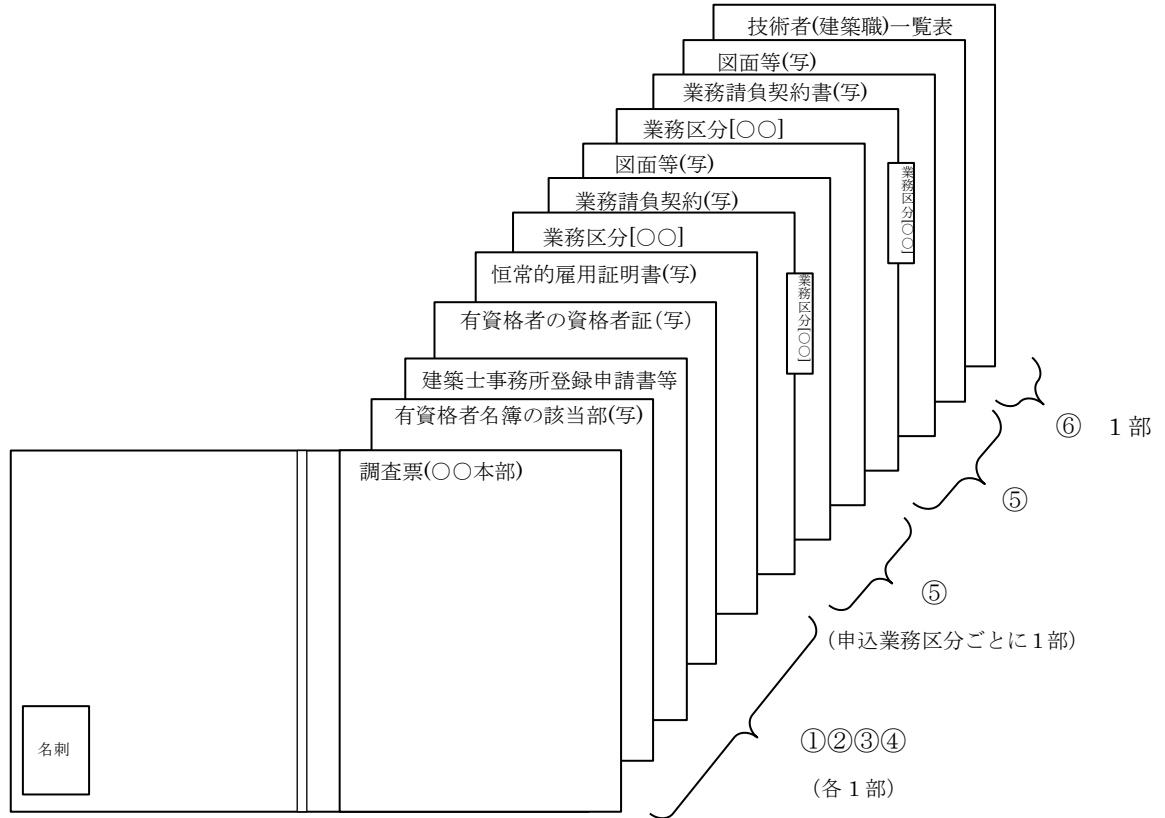 技術者(建築職)一覧表
図面等(写)
業務請負契約書(写)
業務区分[○○]
業務区分[○○]
図面等(写)
業務請負契約(写)
業務区分[○○]
業務区分[○○]
恒常的雇用証明書(写)
有資格者の資格者証(写)
建築士事務所登録申請書等
有資格者名簿の該当部(写)
調査票(○○本部)
名刺
⑥ 1部
⑤
⑤
(申込業務区分ごとに1部)
①②③④
(各1部)